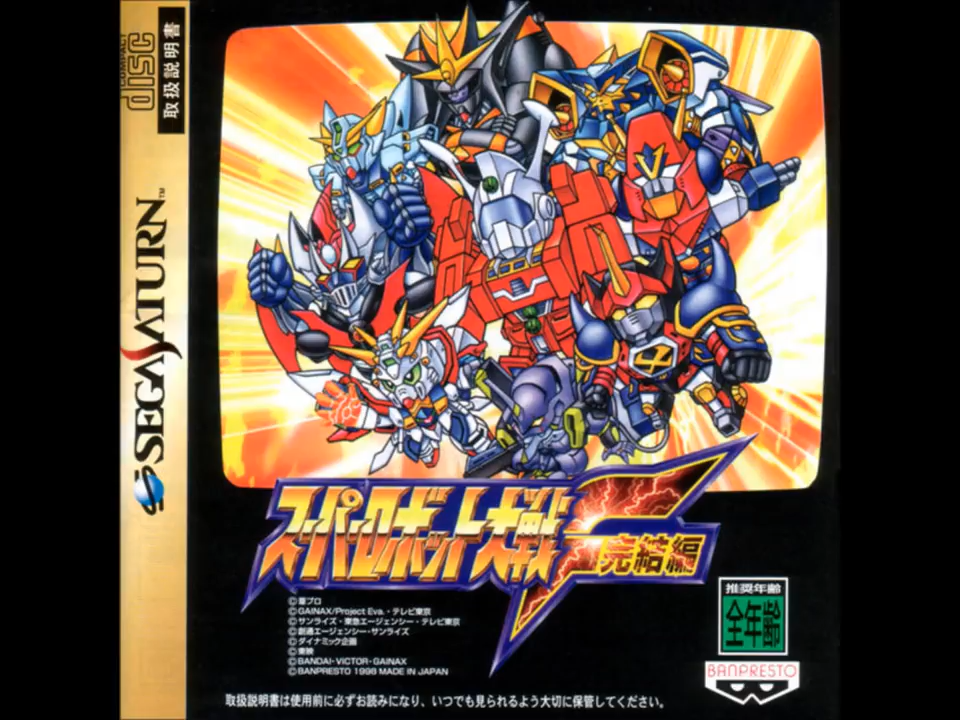 COMPACT
disc
取扱説明書
SEGA SATURN™
スーパーロボット大戦F
完結編
©葦プロ
©GAINAX/Project Eva.・テレビ東京
©サンライズ・東急エージェンシー・テレビ東京
©創通エージェンシー・サンライズ
©ダイナミック企画
©東映
©BANDAI・VICTOR・GAINAX
©BANPRESTO 1998 MADE IN JAPAN
推奨年齢
全年齢
BANPRESTO
取扱説明書は使用前に必ずお読みになり、いつでも見られるよう大切に保管してください。